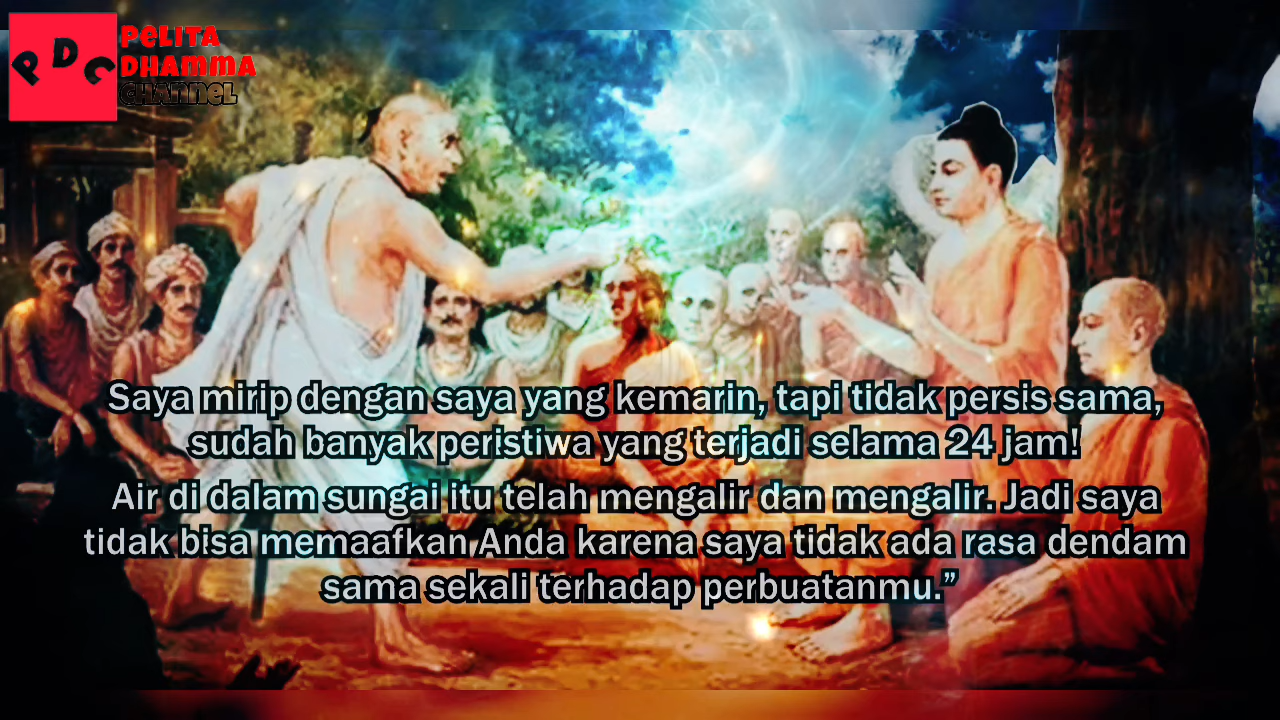 PDC
PELITA
DHAMMA
CHANNEL
Saya mirip dengan saya yang kemarin, tapi tidak persis sama,
sudah banyak peristiwa yang terjadi selama 24 jam!
Air di dalam sungai itu telah mengalir dan mengalir. Jadi saya
tidak bisa memaafkan Anda karena saya tidak ada rasa dendam
sama sekali terhadap perbuatanmu.”